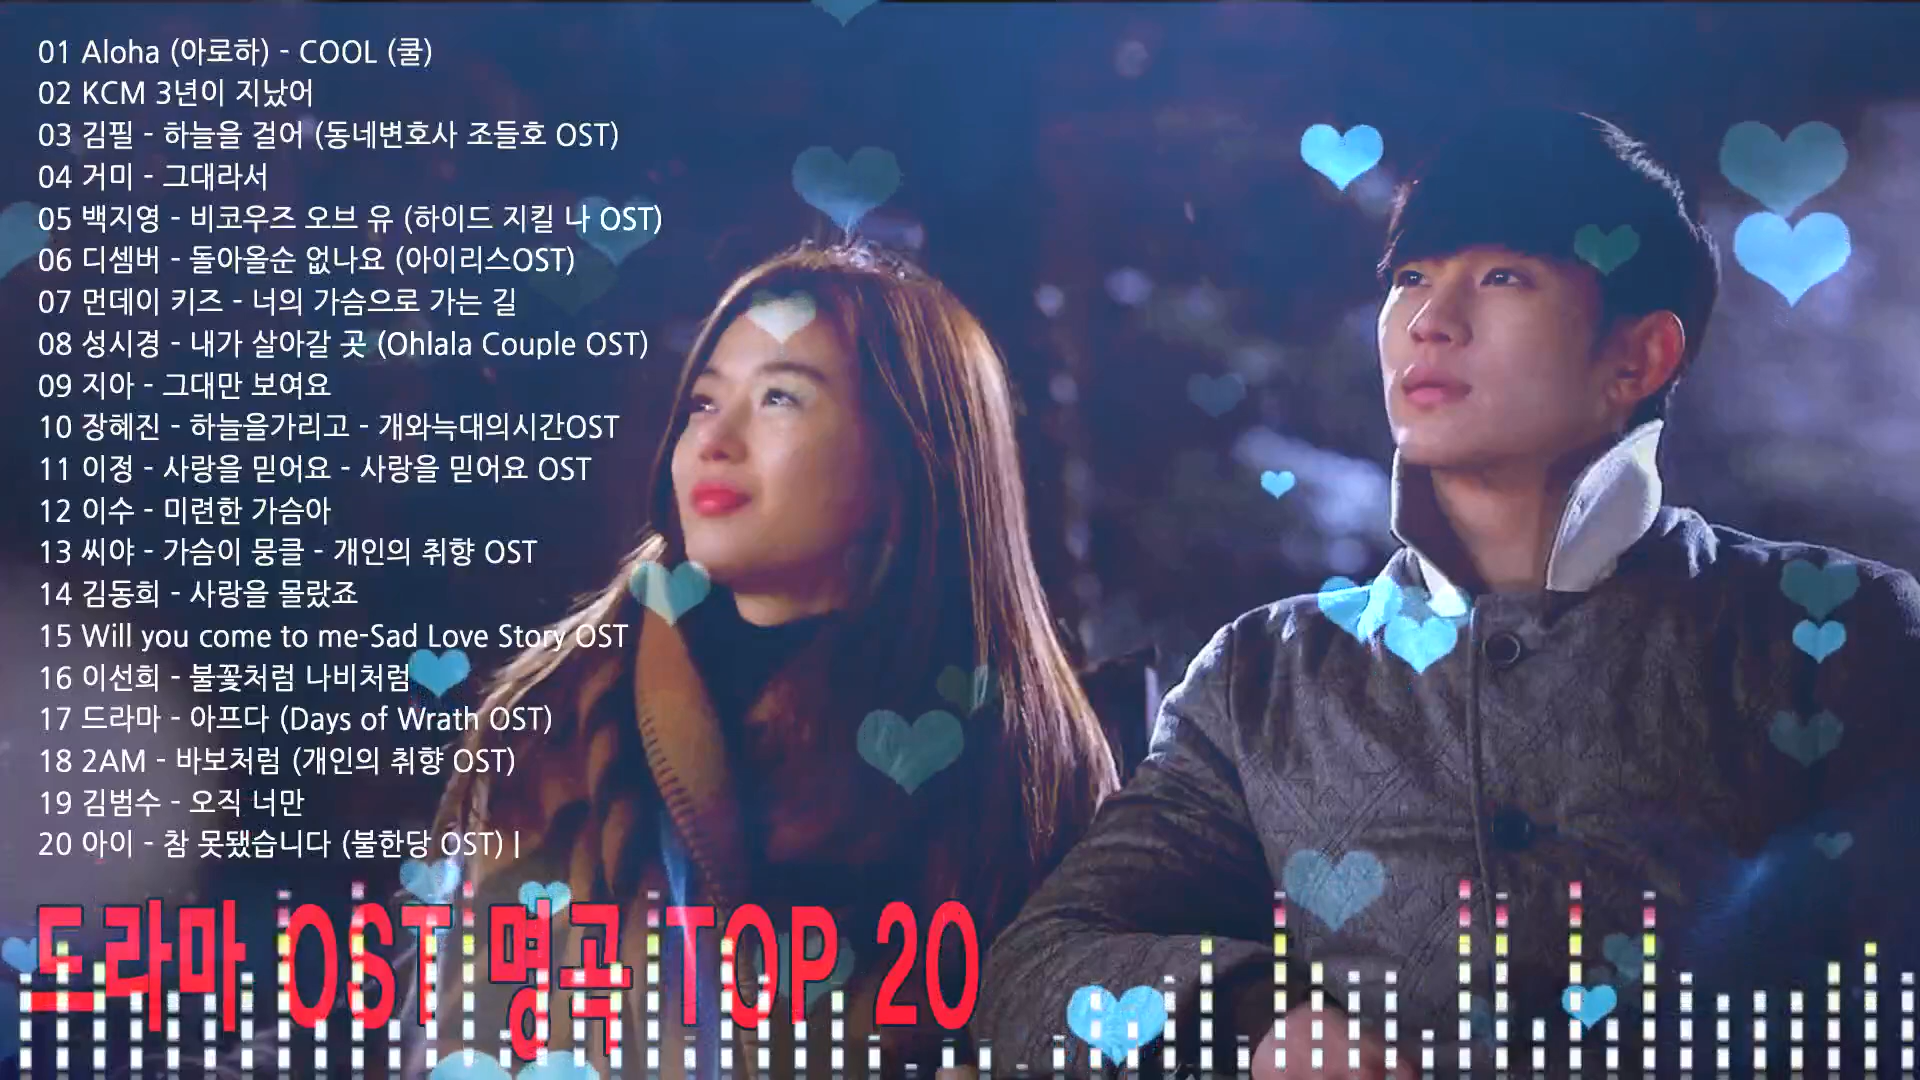 01 Aloha (아로하) - COOL (쿨)
02 KCM 3년이 지났어
03 김필 - 하늘을 걸어 (동네변호사 조들호 OST)
04 거미 - 그대라서
05 백지영 - 비코우즈 오브 유 (하이드 지킬 나 OST)
06 디셈버 - 돌아올순 없나요 (아이리스OST)
07 먼데이 키즈 - 너의 가슴으로 가는 길
08 성시경 - 내가 살아갈 곳 (Ohlala Couple OST)
09 지아 - 그대만 보여요
10 장혜진 - 하늘을가리고 - 개와늑대의시간OST
11 이정 - 사랑을 믿어요 - 사랑을 믿어요 OST
12 이수 - 미련한 가슴아
13 씨야 - 가슴이 뭉클 - 개인의 취향 OST
14 김동희 - 사랑을 몰랐죠
15 Will you come to me-Sad Love Story OST
16 이선희 - 불꽃처럼 나비처럼
17 드라마 - 아프다 (Days of Wrath OST)
18 2AM - 바보처럼 (개인의 취향 OST)
19 김범수 - 오직 너만
20 아이 - 참 못됐습니다 (불한당 OST) |
드라마 OST 명곡 TOP 20